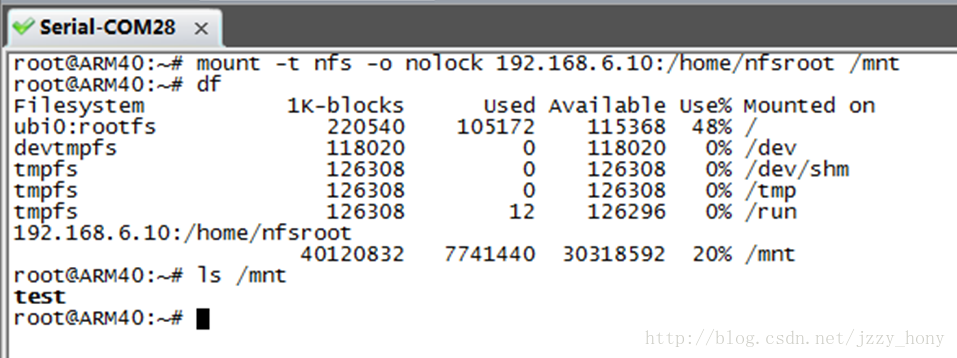 Serial-COM28
root@ARM40:~# mount -t nfs -o nolock 192.168.6.10:/home/nfsroot /mnt
root@ARM40:~# df
Filesystem 1K-blocks Used Available Use% Mounted on
ubi0:rootfs 220540 105172 115368 48% /
devtmpfs 118020 0 118020 0% /dev
tmpfs 126308 0 126308 0% /dev/shm
tmpfs 126308 0 126308 0% /tmp
tmpfs 126308 12 126296 0% /run
192.168.6.10:/home/nfsroot
40120832 7741440 30318592 20% /mnt
root@ARM40:~# ls /mnt
test
root@ARM40:~#
http://blog.csdn.net/jzzy_hony